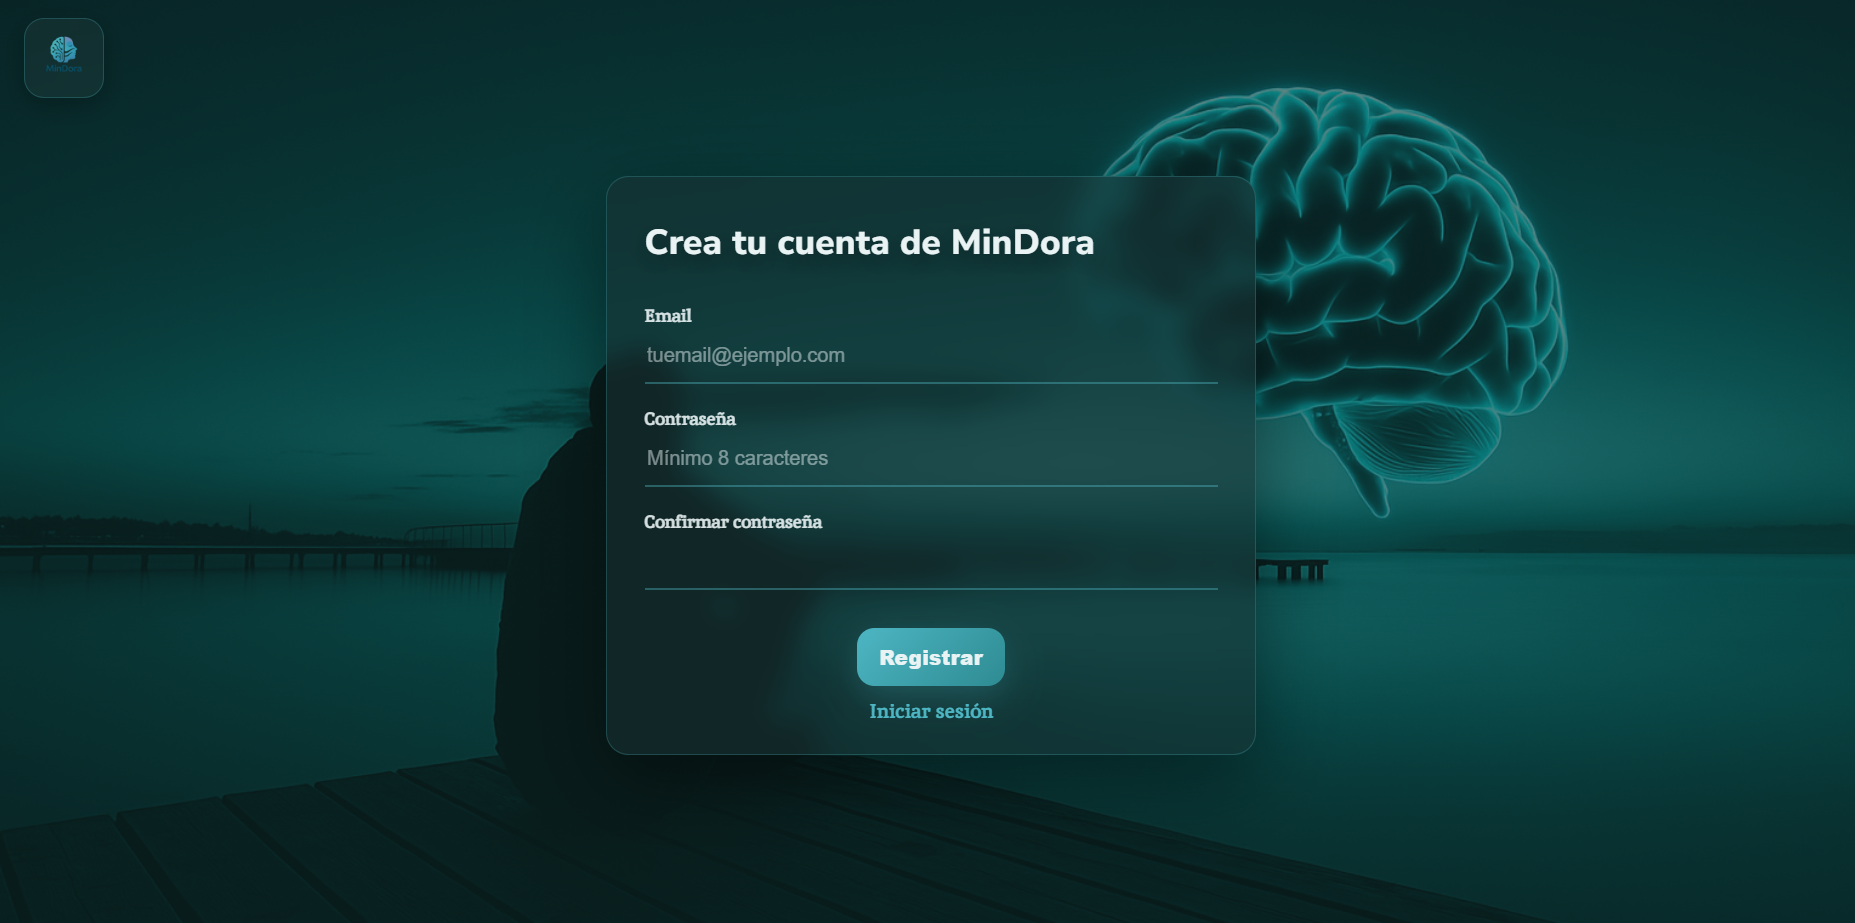 MinDora
Crea tu cuenta de MinDora
Email
tuemail@ejemplo.com
Contraseña
Mínimo 8 caracteres
Confirmar contraseña
Registrar
Iniciar sesión